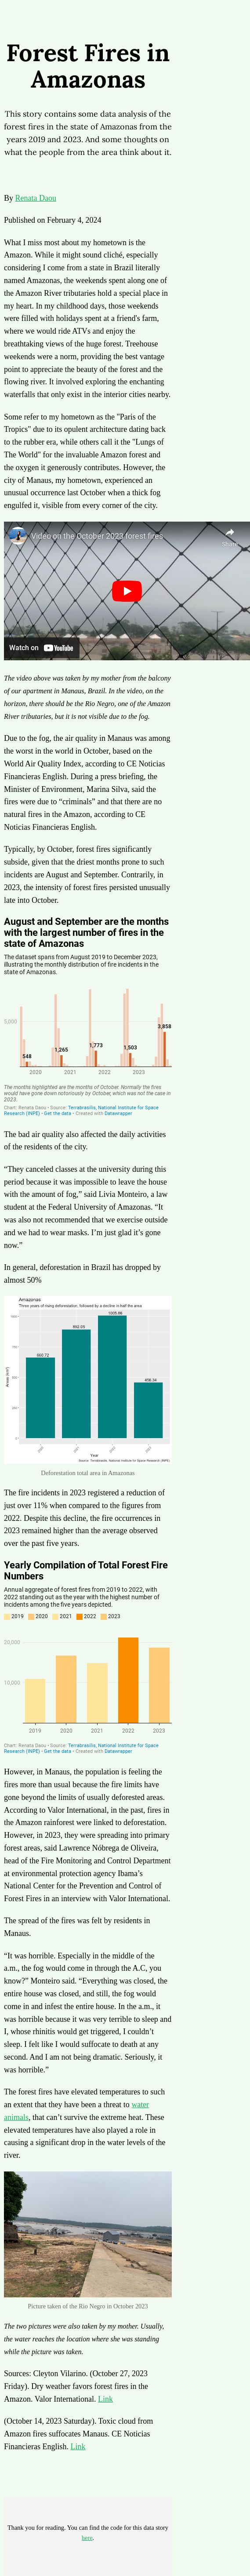 Forest Fires in
Amazonas
This story contains some data analysis of the
forest fires in the state of Amazonas from the
years 2019 and 2023. And some thoughts on
what the people from the area think about it.
By Renata Daou
Published on February 4, 2024
What I miss most about my hometown is the
Amazon. While it might sound cliché, especially
considering I come from a state in Brazil literally
named Amazonas, the weekends spent along one of
the Amazon River tributaries hold a special place in
my heart. In my childhood days, those weekends
were filled with holidays spent at a friend's farm,
where we would ride ATVs and enjoy the
breathtaking views of the huge forest. Treehouse
weekends were a norm, providing the best vantage
point to appreciate the beauty of the forest and the
flowing river. It involved exploring the enchanting
waterfalls that only exist in the interior cities nearby.
Some refer to my hometown as the "Paris of the
Tropics" due to its opulent architecture dating back
to the rubber era, while others call it the "Lungs of
The World" for the invaluable Amazon forest and
the oxygen it generously contributes. However, the
city of Manaus, my hometown, experienced an
unusual occurrence last October when a thick fog
engulfed it, visible from every corner of the city.
Video on the October 2023 forest fires
Watch on YouTube
The video above was taken by my mother from the balcony
of our apartment in Manaus, Brazil. In the video, on the
horizon, there should be the Rio Negro, one of the Amazon
River tributaries, but it is not visible due to the fog.
Due to the fog, the air quality in Manaus was among
the worst in the world in October, based on the
World Air Quality Index, according to CE Noticias
Financieras English. During a press briefing, the
Minister of Environment, Marina Silva, said the
fires were due to “criminals” and that there are no
natural fires in the Amazon, according to CE
Noticias Financieras English.
Typically, by October, forest fires significantly
subside, given that the driest months prone to such
incidents are August and September. Contrarily, in
2023, the intensity of forest fires persisted unusually
late into October.
August and September are the months
with the largest number of fires in the
state of Amazonas
The dataset spans from August 2019 to December 2023,
illustrating the monthly distribution of fire incidents in the
state of Amazonas.
5,000
548
1,265
1,773
1,503
3,858
2020 2021 2022 2023
The months highlighted are the months of October. Normally the fires
would have gone down notoriously by October, which was not the case in
2023.
Chart: Renata Daou • Source: Terrabrasilis, National Institute for Space
Research (INPE) • Get the data • Created with Datawrapper
The bad air quality also affected the daily activities
of the residents of the city.
“They canceled classes at the university during this
period because it was impossible to leave the house
with the amount of fog,” said Livia Monteiro, a law
student at the Federal University of Amazonas. “It
was also not recommended that we exercise outside
and we had to wear masks. I’m just glad it’s gone
now.”
In general, deforestation in Brazil has dropped by
almost 50%
Amazonas
Three years of rising deforestation, followed by a decline in half the area
Year
Source: TerraBrasilis, National Institute for Space Research (INPE)
Deforestation total area in Amazonas
The fire incidents in 2023 registered a reduction of
just over 11% when compared to the figures from
2022. Despite this decline, the fire occurrences in
2023 remained higher than the average observed
over the past five years.
Yearly Compilation of Total Forest Fire
Numbers
Annual aggregate of forest fires from 2019 to 2022, with
2022 standing out as the year with the highest number of
incidents among the five years depicted.
2019 2020 2021 2022 2023
20,000
10,000
2019 2020 2021 2022 2023
Chart: Renata Daou • Source: Terrabrasilis, National Institute for Space
Research (INPE) • Get the data • Created with Datawrapper
However, in Manaus, the population is feeling the
fires more than usual because the fire limits have
gone beyond the limits of usually deforested areas.
According to Valor International, in the past, fires in
the Amazon rainforest were linked to deforestation.
However, in 2023, they were spreading into primary
forest areas, said Lawrence Nóbrega de Oliveira,
head of the Fire Monitoring and Control Department
at environmental protection agency Ibama’s
National Center for the Prevention and Control of
Forest Fires in an interview with Valor International.
The spread of the fires was felt by residents in
Manaus.
“It was horrible. Especially in the middle of the
a.m., the fog would come in through the A.C, you
know?” Monteiro said. “Everything was closed, the
entire house was closed, and still, the fog would
come in and infest the entire house. In the a.m., it
was horrible because it was very terrible to sleep and
I, whose rhinitis would get triggered, I couldn’t
sleep. I felt like I would suffocate to death at any
second. And I am not being dramatic. Seriously, it
was horrible.”
The forest fires have elevated temperatures to such
an extent that they have been a threat to water
animals, that can’t survive the extreme heat. These
elevated temperatures have also played a role in
causing a significant drop in the water levels of the
river.
Picture taken of the Rio Negro in October 2023
The two pictures were also taken by my mother. Usually,
the water reaches the location where she was standing
while the picture was taken.
Sources: Cleyton Vilarino. (October 27, 2023
Friday). Dry weather favors forest fires in the
Amazon. Valor International. Link
(October 14, 2023 Saturday). Toxic cloud from
Amazon fires suffocates Manaus. CE Noticias
Financieras English. Link
Thank you for reading. You can find the code for this data story
here.